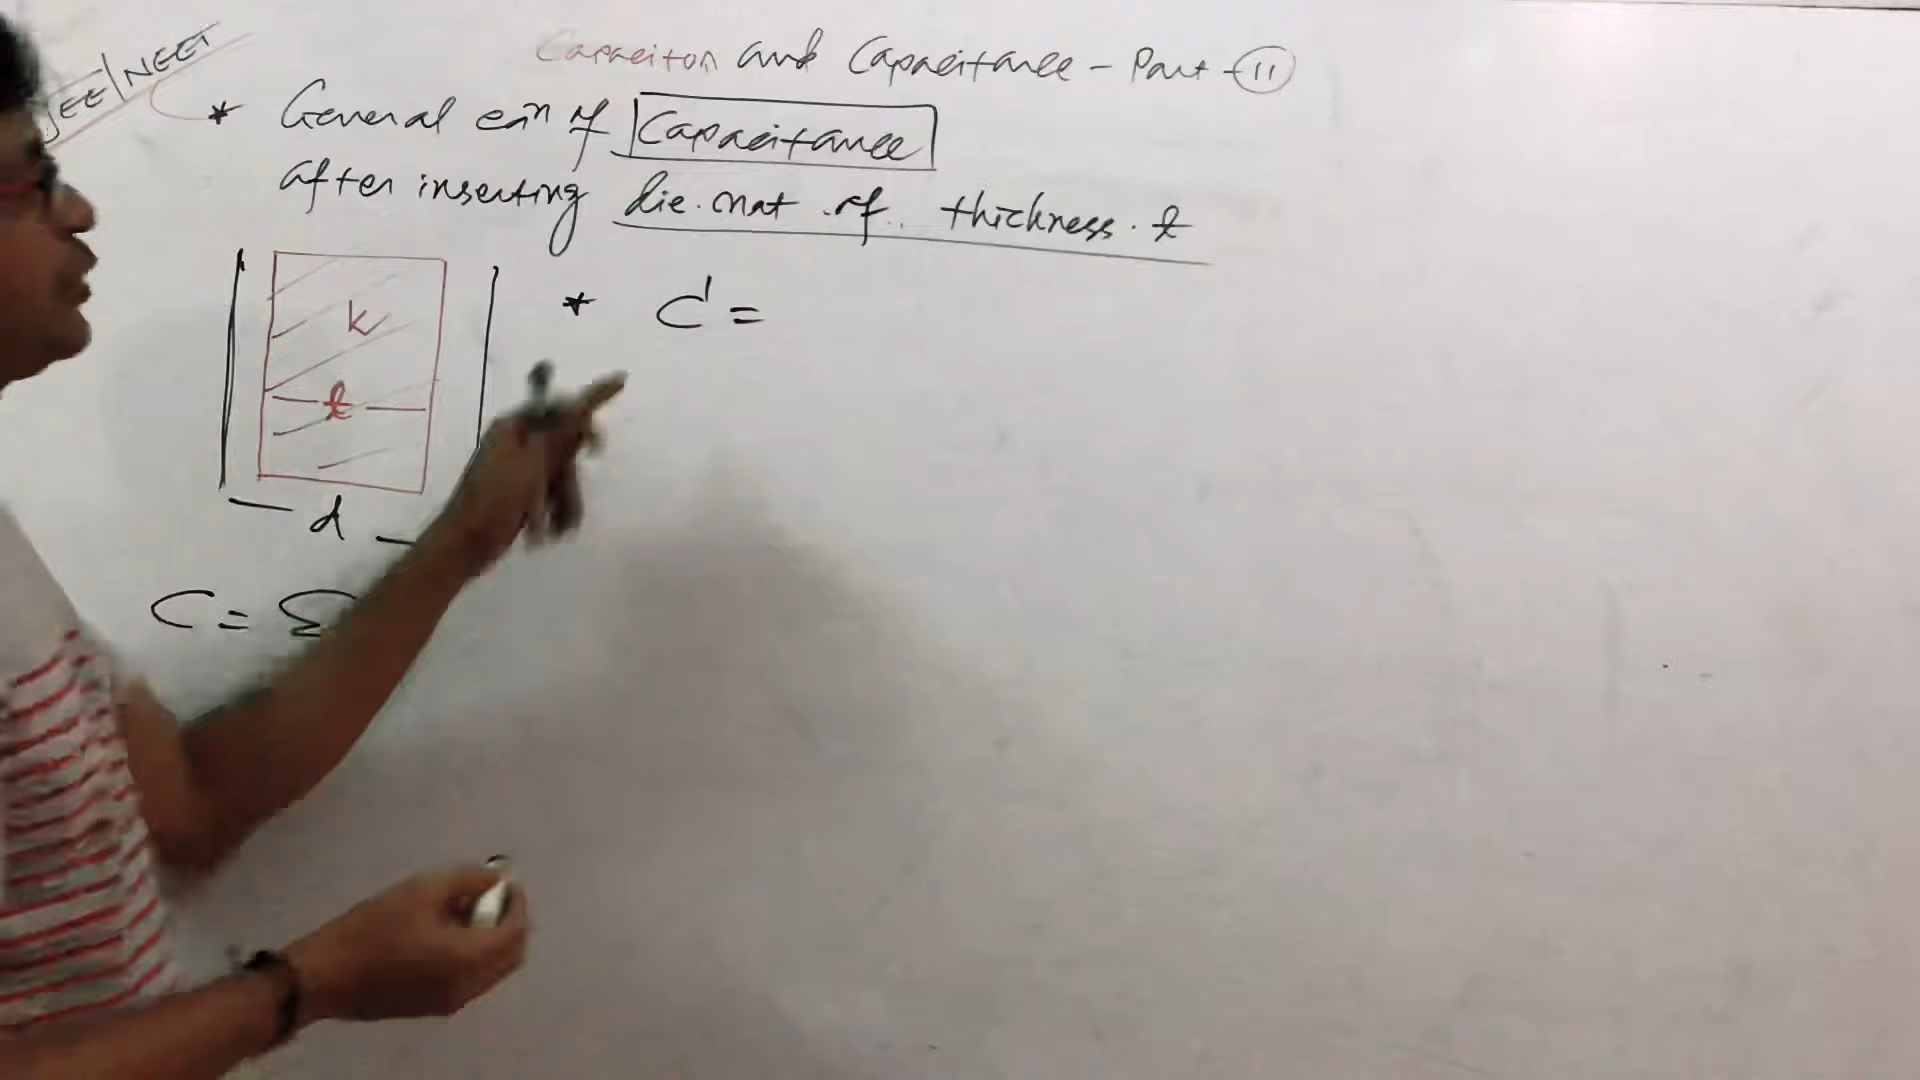 JEE/NEET
Capacitor and Capacitance - Part - 11
* General eqn of Capacitance
after inserting die. mat. of. thickness. t
K
t
d
* C' =
C = Σ